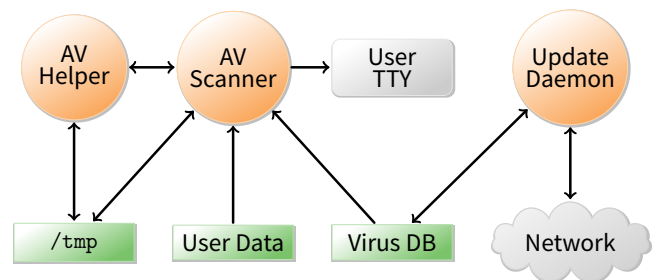 AV
Helper
AV
Scanner
User
TTY
Update
Daemon
/tmp
User Data
Virus DB
Network